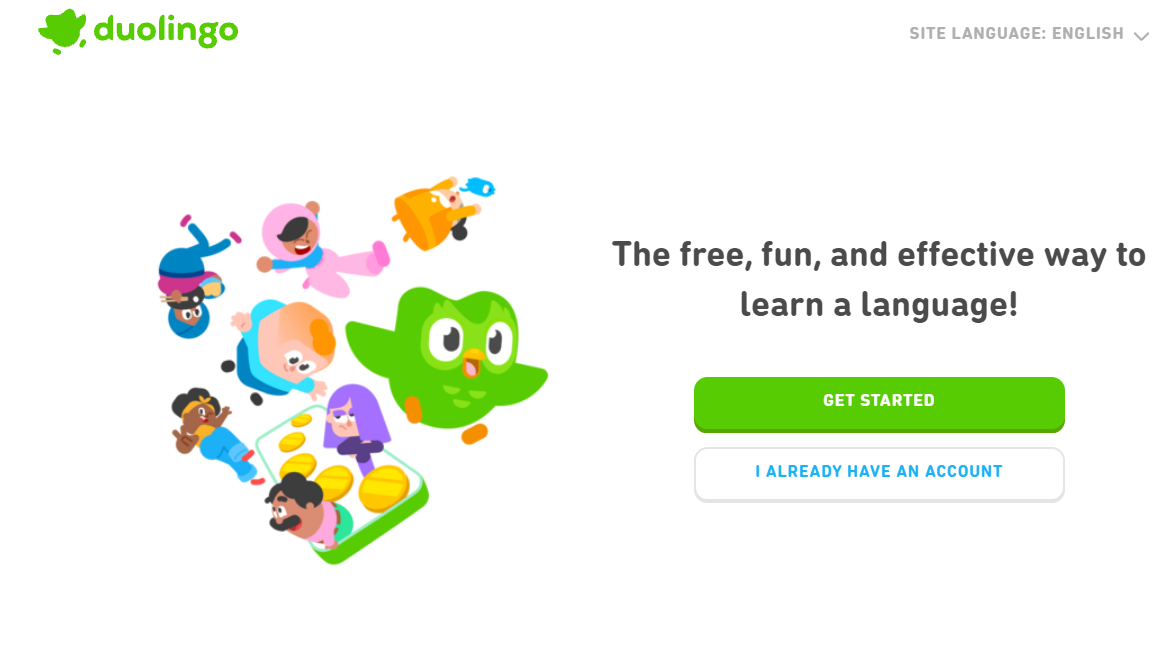 duolingo
SITE LANGUAGE: ENGLISH
The free, fun, and effective way to
learn a language!
GET STARTED
I ALREADY HAVE AN ACCOUNT